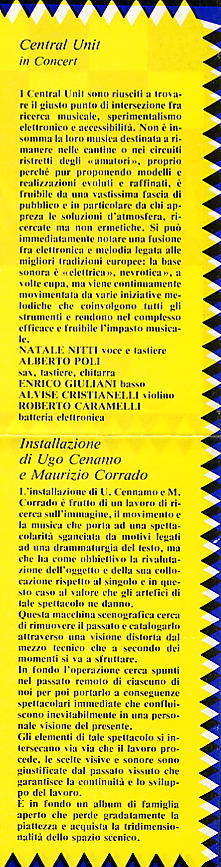 Central Unit
in Concert
I Central Unit sono riusciti a trova-
re il giusto punto di intersezione fra
ricerca musicale, sperimentalismo
elettronico e accessibilità. Non è in-
somma la loro musica destinata a ri-
manere nelle cantine o nei circuiti
ristretti degli «amatori», proprio
perché pur proponendo modelli e
realizzazioni evoluti e raffinati, è
fruibile da una vastissima fascia di
pubblico e in particolare da chi ap-
prezza le soluzioni d'atmosfera, ri-
cercate ma non ermetiche. Si può
immediatamente notare una fusione
fra elettronica e melodia legate alle
migliori tradizioni europee: la base
sonora è «elettrica», nevrotica», a
volte cupa, ma viene continuamente
movimentata da varie iniziative me-
lodiche che coinvolgono tutti gli
strumenti e rendono nel complesso
efficace e fruibile l'impasto musica-
le.
NATALE NITTI voce e tastiere
ALBERTO POLI
sax, tastiere, chitarra
ENRICO GIULIANI basso
ALVISE CRISTIANELLI violino
ROBERTO CARAMELLI
batteria elettronica
Installazione
di Ugo Cenamo
e Maurizio Corrado
L'installazione di U. Cennamo e M.
Corrado è frutto di un lavoro di ri-
cerca sull'immagine, il movimento e
la musica che porta ad una spetta-
colarità sganciata da motivi legati
ad una drammaturgia del testo, ma
che ha come obbiettivo la rivaluta-
zione dell'oggetto e della sua collo-
cazione rispetto al singolo e in que-
sto caso al valore che gli artefici di
tale spettacolo ne danno.
Questa macchina scenografica cerca
di rimuovere il passato e catalogarlo
attraverso una visione distorta dal
mezzo tecnico che a secondo dei
momenti si va a sfruttare.
In fondo l'operazione cerca spunti
nel passato remoto di ciascuno di
noi per poi portarlo a conseguenze
spettacolari immediate che conflui-
scono inevitabilmente in una perso-
nale visione del presente.
Gli elementi di tale spettacolo si in-
tersecano via via che il lavoro pro-
cede, le scelte visive e sonore sono
giustificate dal passato vissuto che
garantisce la continuità e lo svilup-
po del lavoro.
È in fondo un album di famiglia
aperto che perde gradatamente la
piattezza e acquista la tridimensio-
nalità dello spazio scenico.